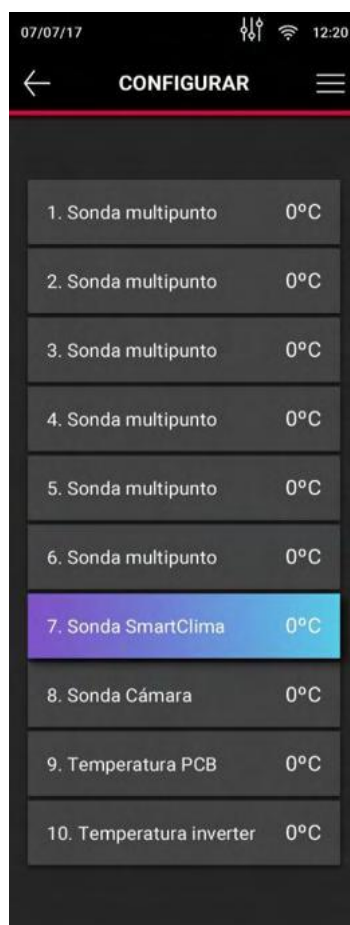 07/07/17 12:20
CONFIGURAR
1. Sonda multipunto 0ºC
2. Sonda multipunto 0ºC
3. Sonda multipunto 0ºC
4. Sonda multipunto 0ºC
5. Sonda multipunto 0ºC
6. Sonda multipunto 0ºC
7. Sonda SmartClima 0ºC
8. Sonda Cámara 0ºC
9. Temperatura PCB 0ºC
10. Temperatura inverter 0ºC